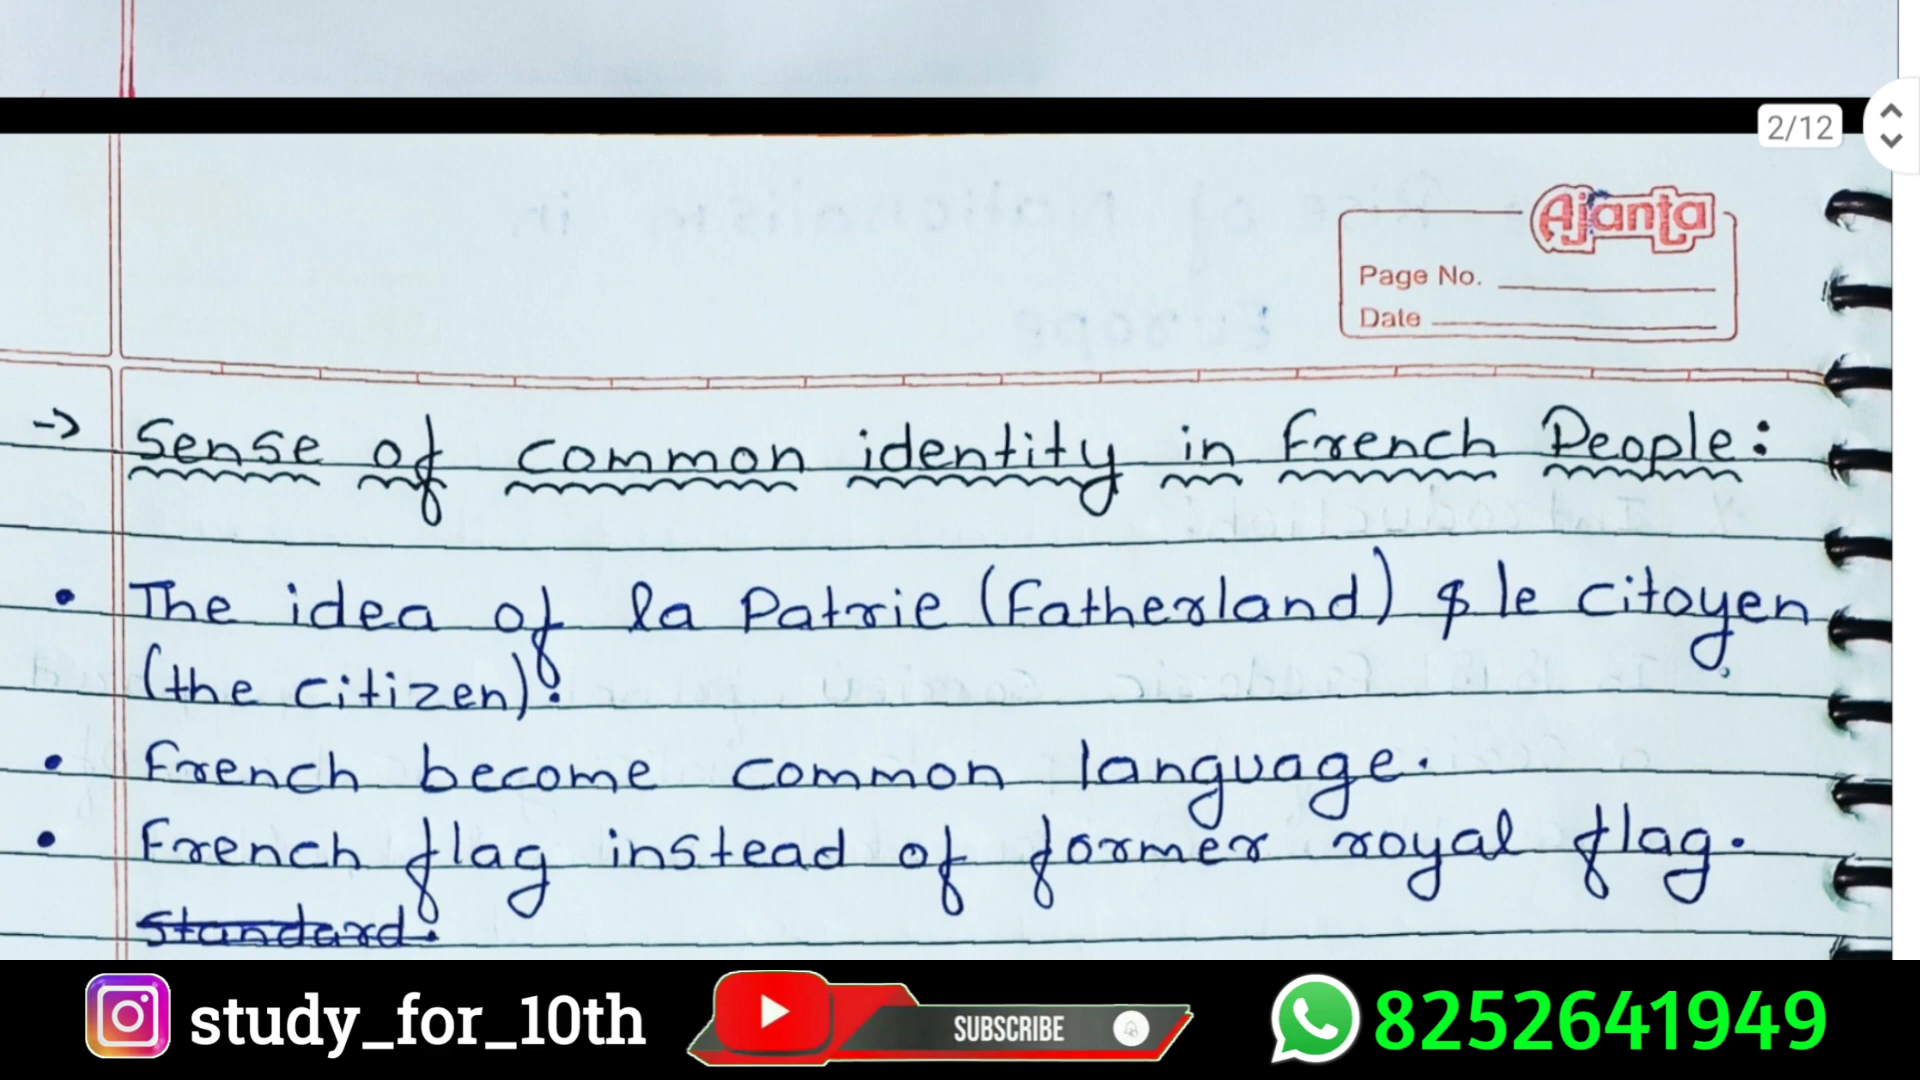 2/12
Ajanta
Page No.
Date
→ Sense of common identity in French People:
• The idea of la Patrie (Fatherland) & le Citoyen
(the citizen).
• French become common language.
• French flag instead of former royal flag.
Standard.
study_for_10th
SUBSCRIBE
8252641949